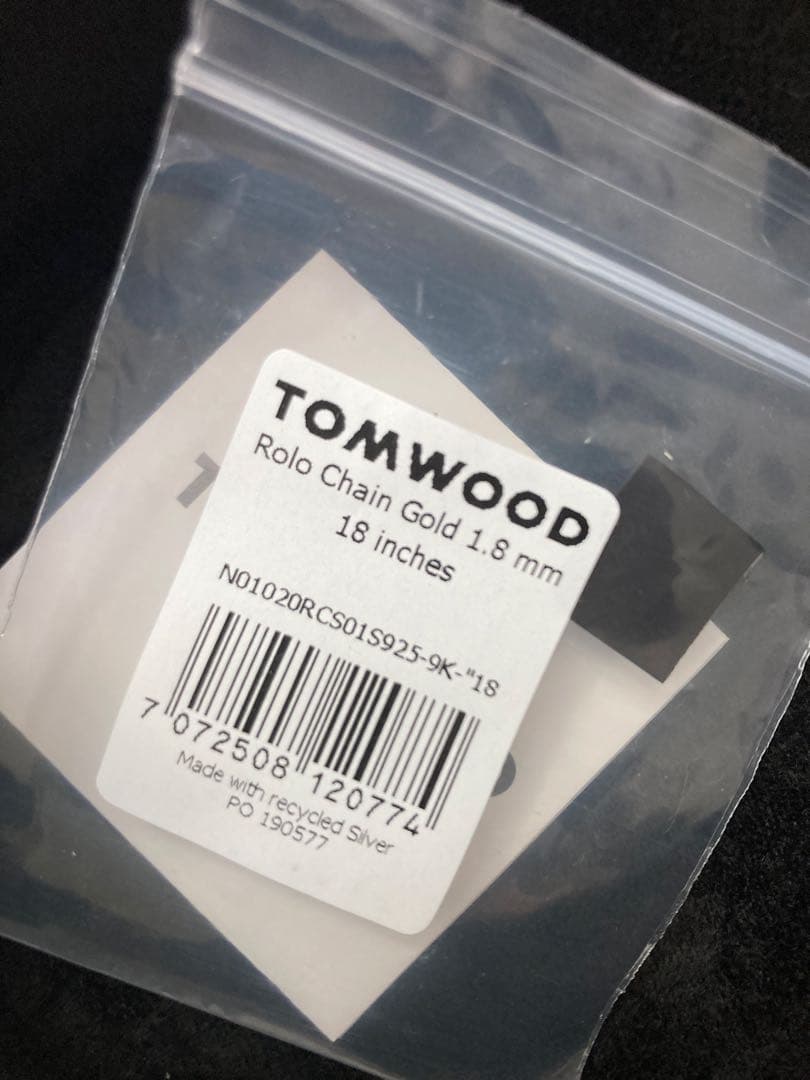 TOMWOOD
Rolo Chain Gold 1.8 mm
18 inches
N01020RCS01S925-9K-"18
7 072508 120774
Made with recycled Silver
PO 190577